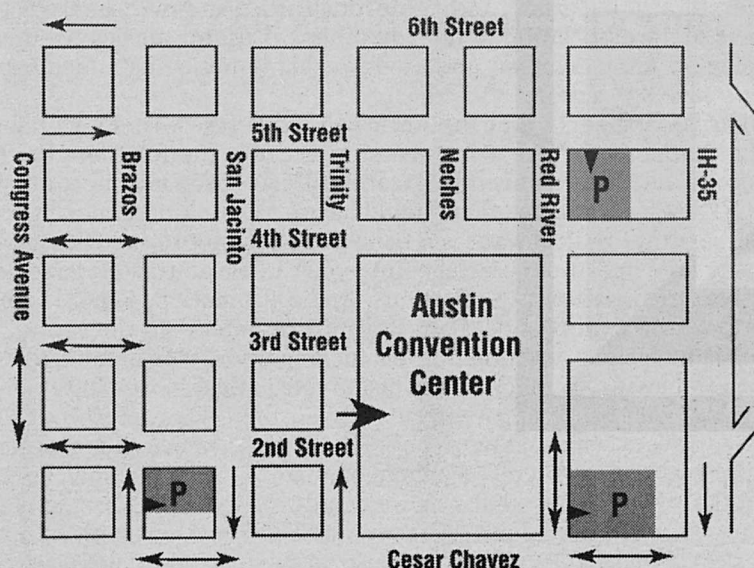 6th Street
5th Street
Congress Avenue
Brazos
San Jacinto
Trinity
Neches
Red River
P
IH-35
4th Street
Austin
Convention
Center
3rd Street
2nd Street
P
P
Cesar Chavez